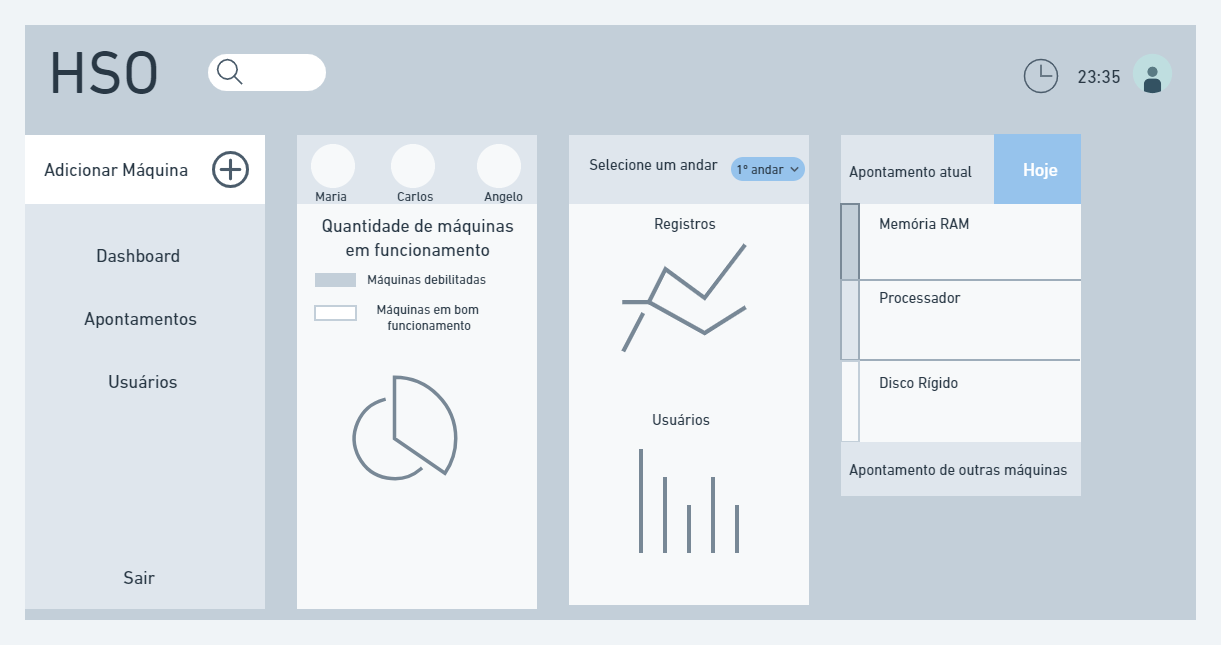 HSO
23:35
Adicionar Máquina
Dashboard
Apontamentos
Usuários
Sair
Maria
Carlos
Angelo
Quantidade de máquinas
em funcionamento
Máquinas debilitadas
Máquinas em bom
funcionamento
Selecione um andar
1º andar
Registros
Usuários
Apontamento atual
Hoje
Memória RAM
Processador
Disco Rígido
Apontamento de outras máquinas